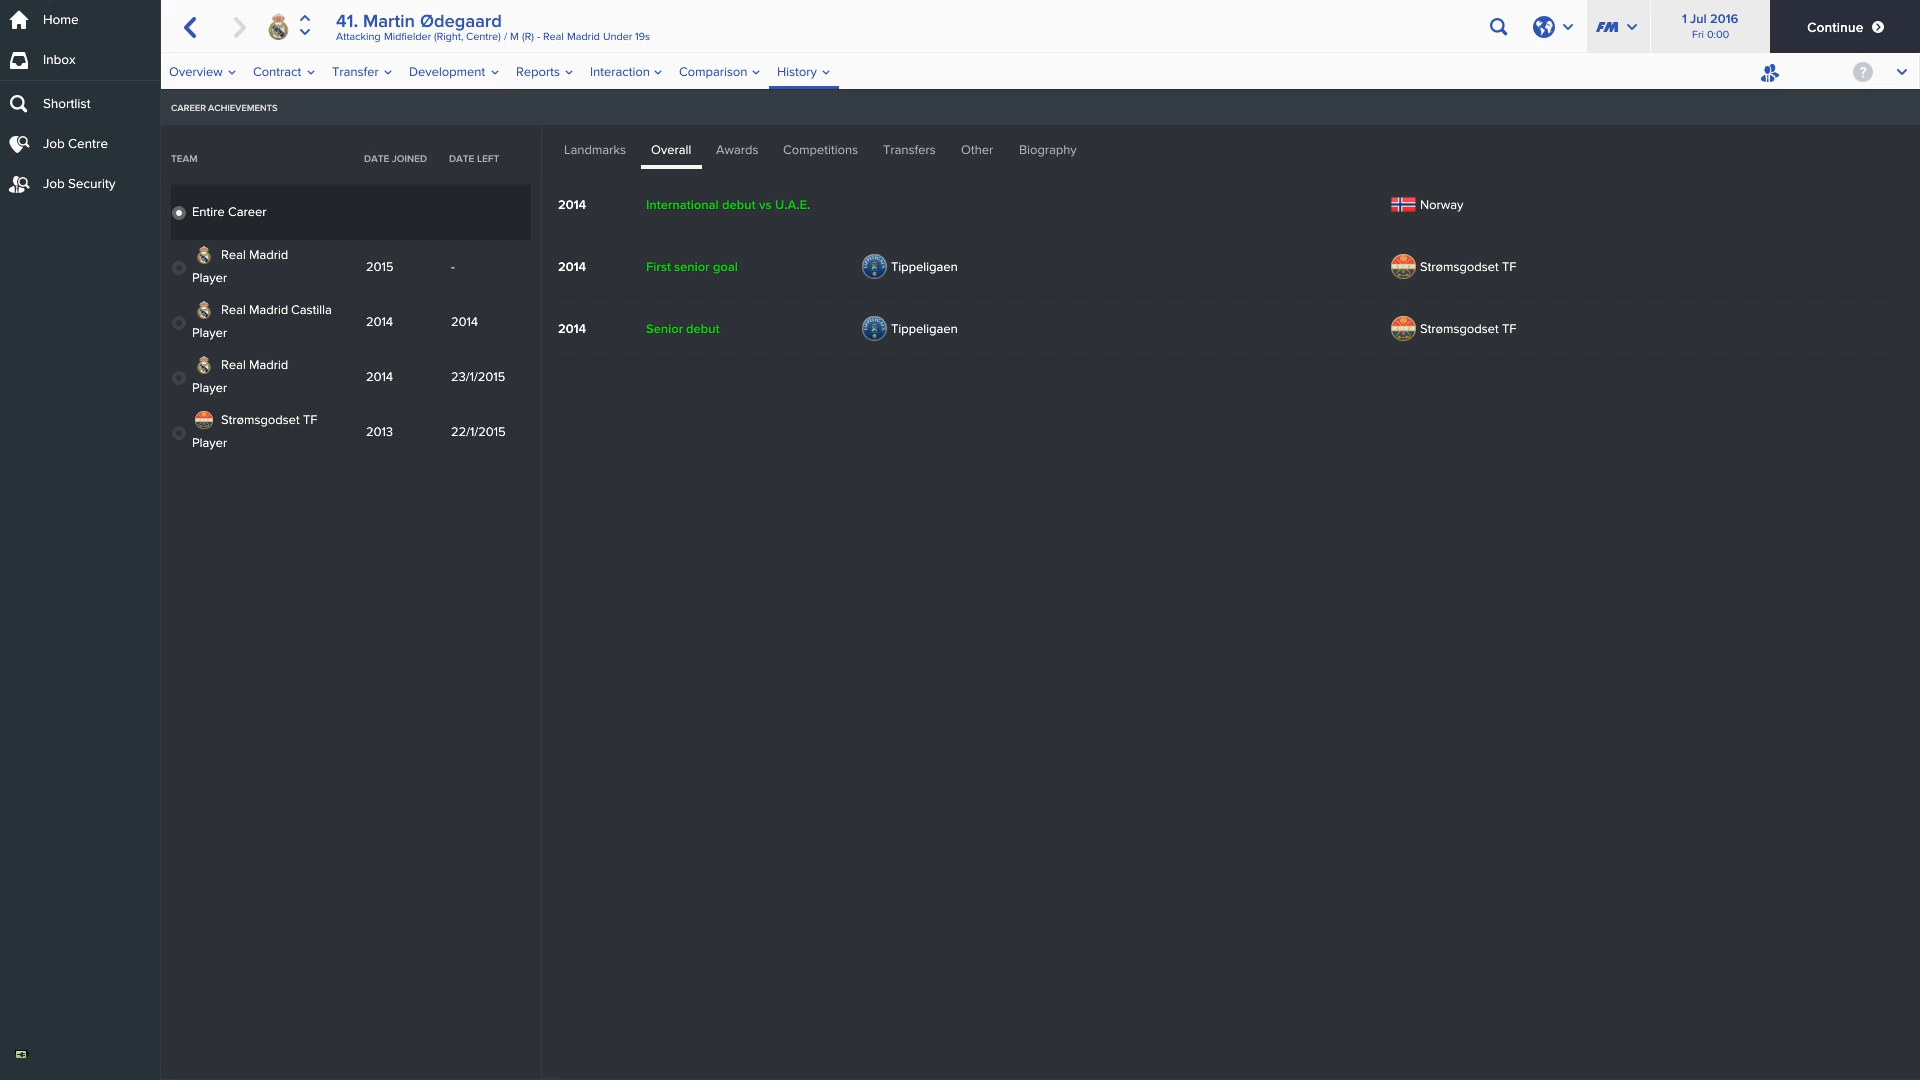 Home
Inbox
Shortlist
Job Centre
Job Security
41. Martin Ødegaard
Attacking Midfielder (Right, Centre) / M (R) - Real Madrid Under 19s
FM
1 Jul 2016
Fri 0:00
Continue
Overview Contract Transfer Development Reports Interaction Comparison History
?
CAREER ACHIEVEMENTS
TEAM DATE JOINED DATE LEFT
Entire Career
Real Madrid
Player 2015 -
Real Madrid Castilla
Player 2014 2014
Real Madrid
Player 2014 23/1/2015
Strømsgodset TF
Player 2013 22/1/2015
Landmarks Overall Awards Competitions Transfers Other Biography
2014 International debut vs U.A.E. Norway
2014 First senior goal Tippeligaen Strømsgodset TF
2014 Senior debut Tippeligaen Strømsgodset TF